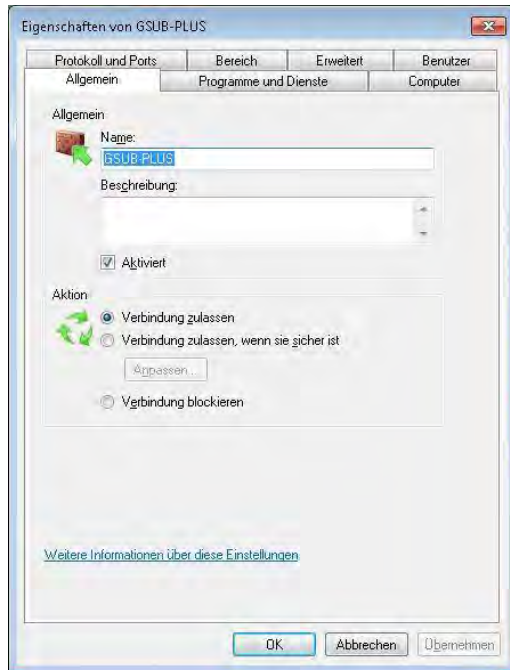 Eigenschaften von GSUB-PLUS
Protokoll und Ports Bereich Erweitert Benutzer
Allgemein Programme und Dienste Computer
Allgemein
Name:
GSUB-PLUS
Beschreibung:
Aktiviert
Aktion
Verbindung zulassen
Verbindung zulassen, wenn sie sicher ist
Anpassen...
Verbindung blockieren
Weitere Informationen über diese Einstellungen
OK Abbrechen Übernehmen